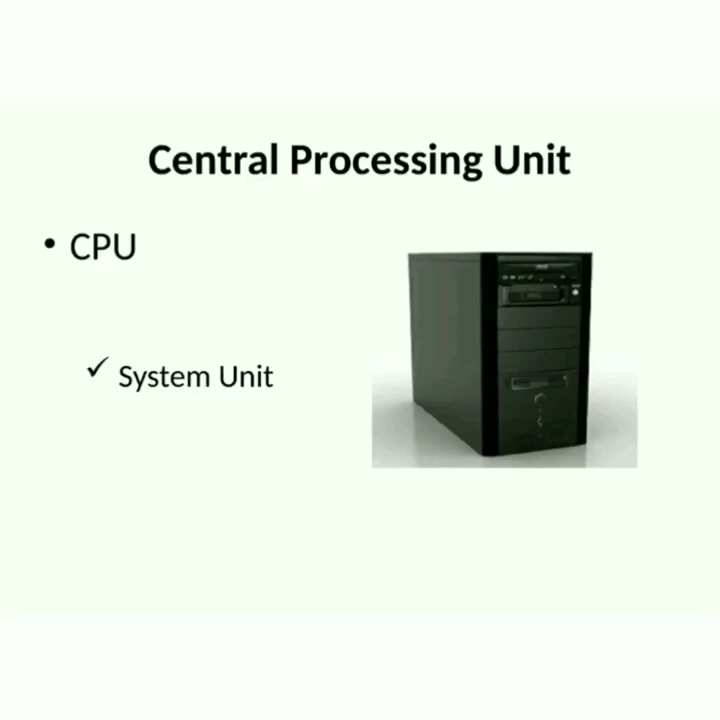 Central Processing Unit
• CPU
✓ System Unit